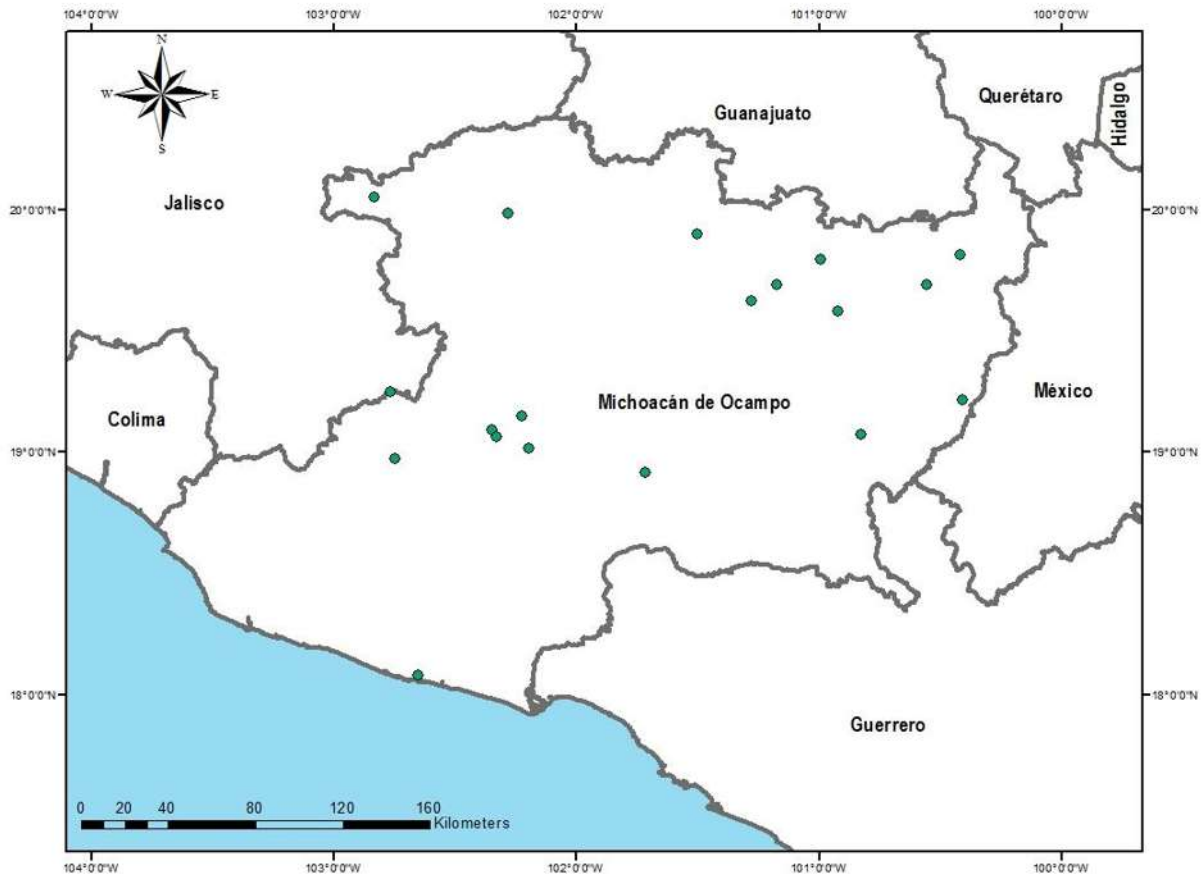 104°0'0"W 103°0'0"W 102°0'0"W 101°0'0"W 100°0'0"W
N
W E
S
Querétaro
Hidalgo
Guanajuato
Jalisco
20°0'0"N 20°0'0"N
México
Michoacán de Ocampo
Colima
19°0'0"N 19°0'0"N
18°0'0"N 18°0'0"N
Guerrero
0 20 40 80 120 160
Kilometers
104°0'0"W 103°0'0"W 102°0'0"W 101°0'0"W 100°0'0"W